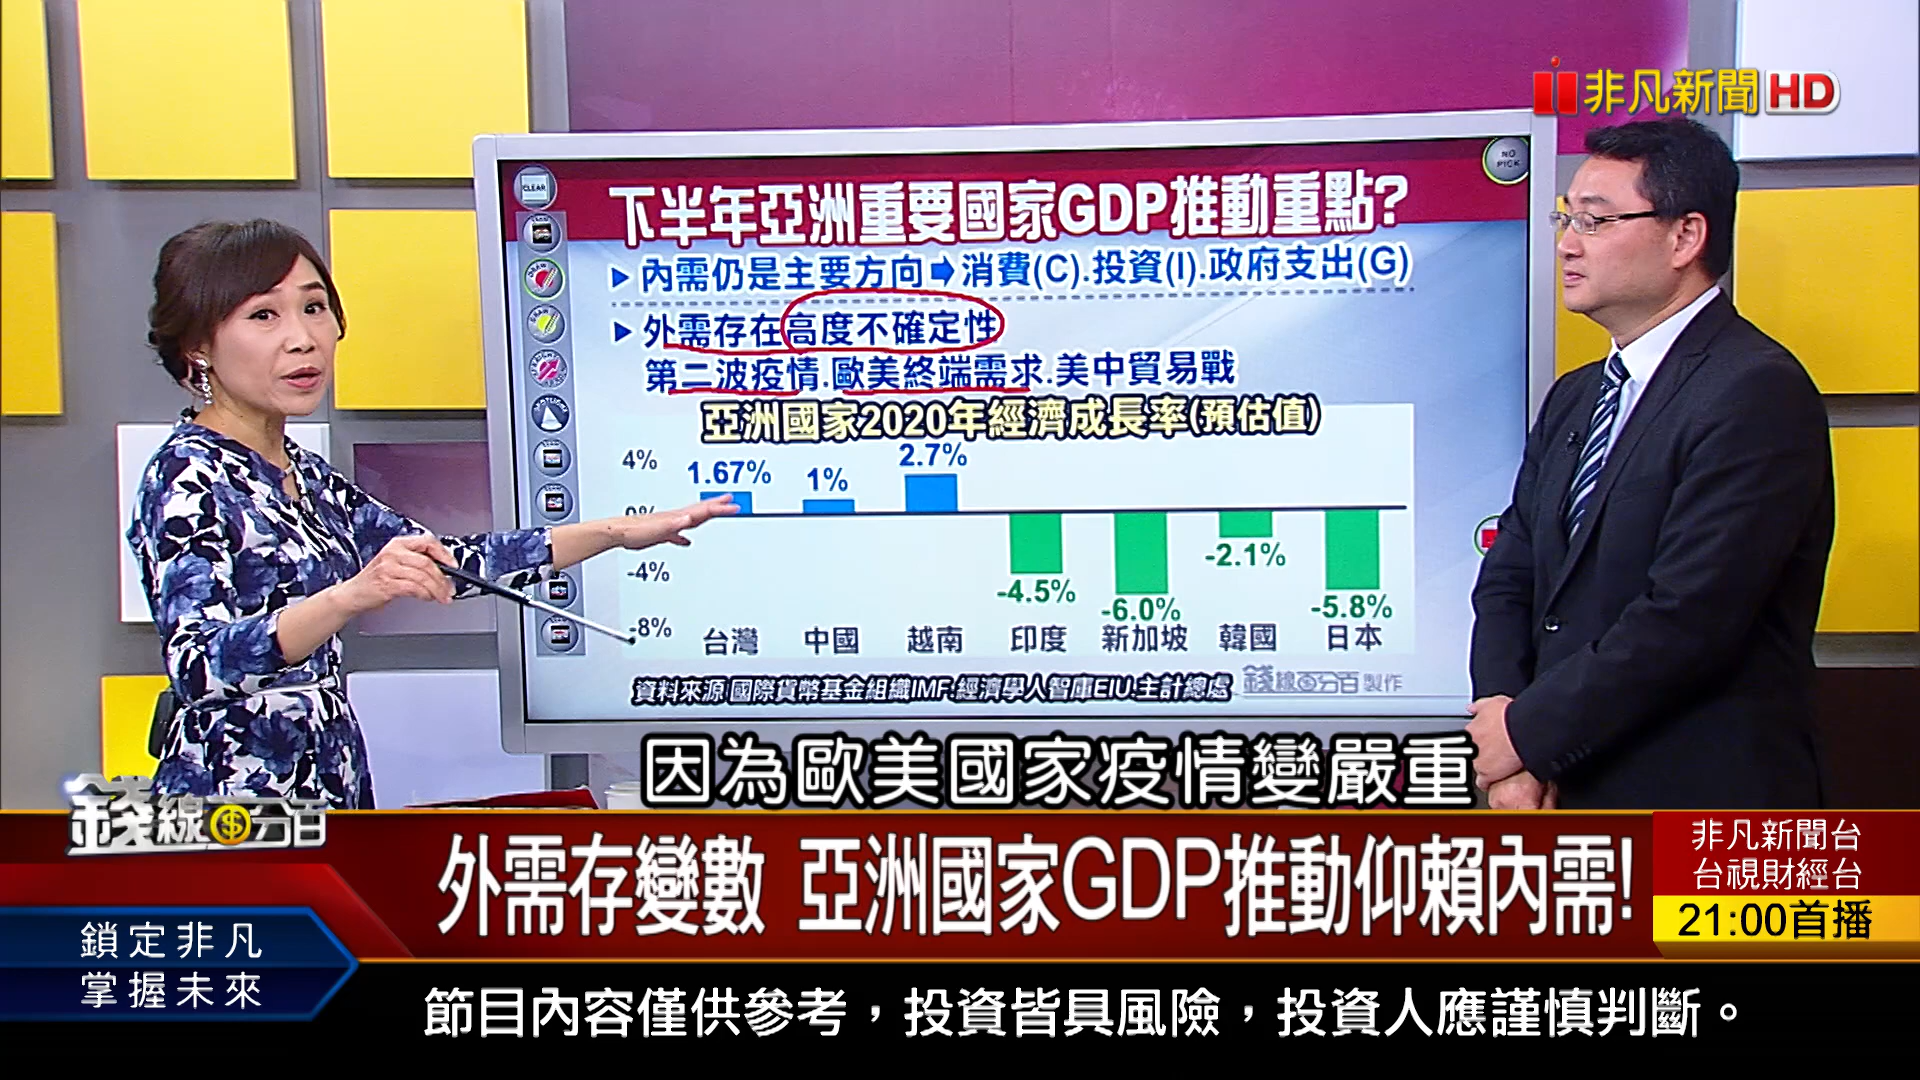 非凡新聞HD
CLEAR
NO PICK
下半年亞洲重要國家GDP推動重點?
▶內需仍是主要方向➡消費(C).投資(I).政府支出(G)
▶外需存在高度不確定性
第二波疫情.歐美終端需求.美中貿易戰
亞洲國家2020年經濟成長率(預估值)
4%
1.67%
1%
2.7%
0%
-4%
-4.5%
-6.0%
-2.1%
-5.8%
-8%
台灣
中國
越南
印度
新加坡
韓國
日本
資料來源:國際貨幣基金組織IMF.經濟學人智庫EIU.主計總處
錢線百分百 製作
因為歐美國家疫情變嚴重
錢線百分百
外需存變數 亞洲國家GDP推動仰賴內需!
非凡新聞台
台視財經台
21:00首播
鎖定非凡
掌握未來
節目內容僅供參考，投資皆具風險，投資人應謹慎判斷。